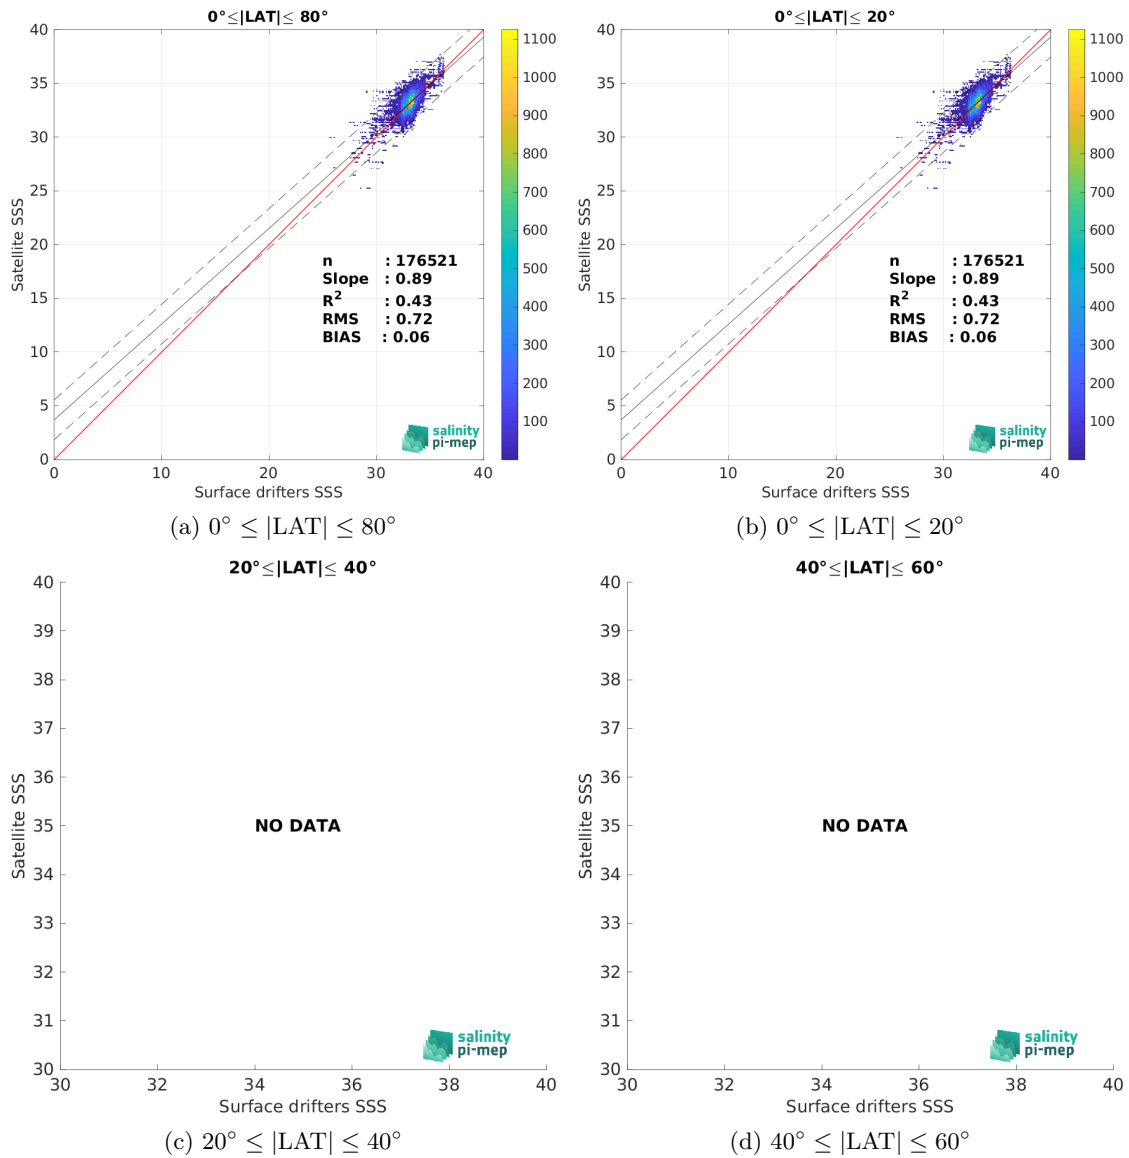 0°≤|LAT|≤ 80°
40
35
30
25
20
15
10
5
0
Satellite SSS
n : 176521
Slope : 0.89
R² : 0.43
RMS : 0.72
BIAS : 0.06
salinity
pi-mep
0 10 20 30 40
Surface drifters SSS
1100
1000
900
800
700
600
500
400
300
200
100
(a) 0° ≤ |LAT| ≤ 80°
0°≤|LAT|≤ 20°
40
35
30
25
20
15
10
5
0
Satellite SSS
n : 176521
Slope : 0.89
R² : 0.43
RMS : 0.72
BIAS : 0.06
salinity
pi-mep
0 10 20 30 40
Surface drifters SSS
1100
1000
900
800
700
600
500
400
300
200
100
(b) 0° ≤ |LAT| ≤ 20°
20°≤|LAT|≤ 40°
40
39
38
37
36
35
34
33
32
31
30
Satellite SSS
NO DATA
salinity
pi-mep
30 32 34 36 38 40
Surface drifters SSS
(c) 20° ≤ |LAT| ≤ 40°
40°≤|LAT|≤ 60°
40
39
38
37
36
35
34
33
32
31
30
Satellite SSS
NO DATA
salinity
pi-mep
30 32 34 36 38 40
Surface drifters SSS
(d) 40° ≤ |LAT| ≤ 60°